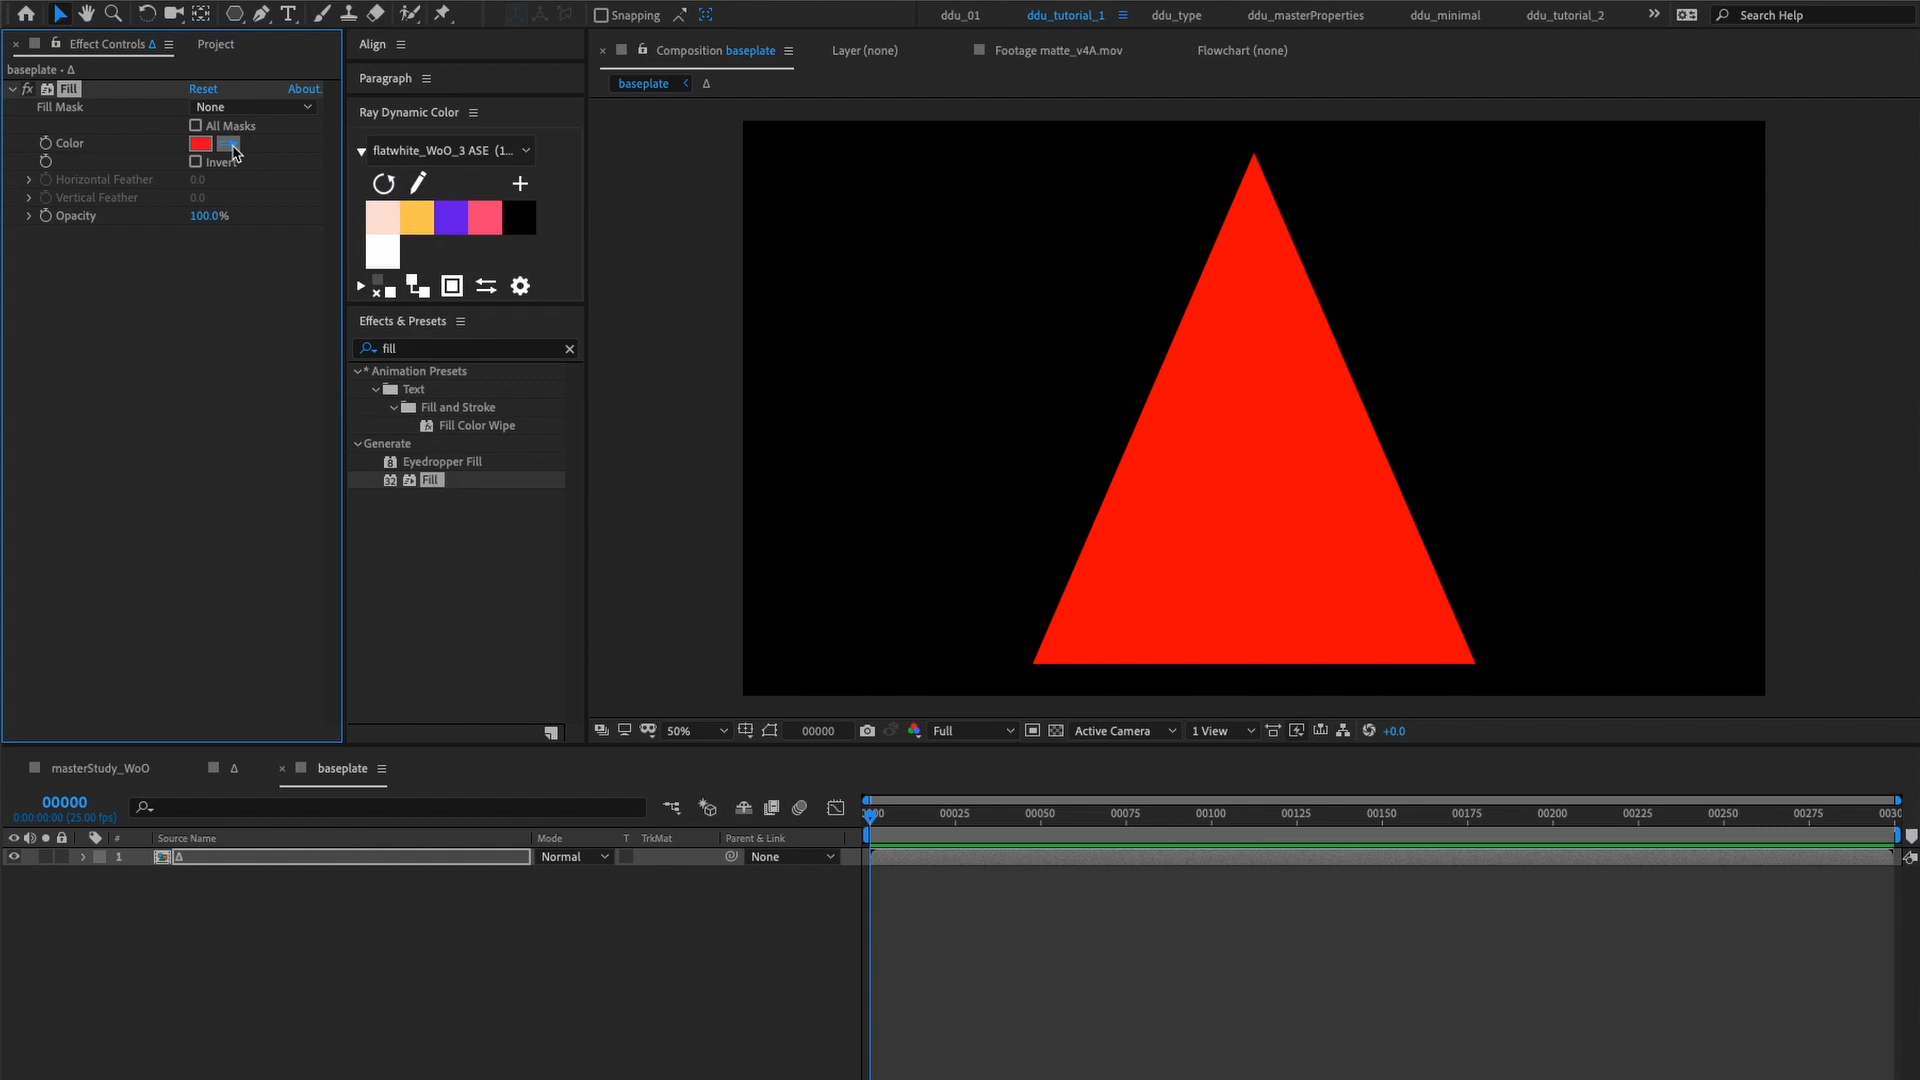 Snapping
ddu_01
ddu_tutorial_1
ddu_type
ddu_masterProperties
ddu_minimal
ddu_tutorial_2
Search Help
Effect Controls Δ
Project
baseplate - Δ
fx Fill
Reset
About.
Fill Mask
None
All Masks
Color
Invert
Horizontal Feather
0.0
Vertical Feather
0.0
Opacity
100.0%
Align
Paragraph
Ray Dynamic Color
flatwhite_WoO_3 ASE (1...
Effects & Presets
fill
* Animation Presets
Text
Fill and Stroke
Fill Color Wipe
Generate
Eyedropper Fill
Fill
Composition baseplate
Layer (none)
Footage matte_v4A.mov
Flowchart (none)
baseplate
Δ
50%
00000
Full
Active Camera
1 View
+0.0
masterStudy_WoO
Δ
baseplate
00000
0:00:00:00 (25.00 fps)
#
Source Name
Mode
T
TrkMat
Parent & Link
1
Δ
Normal
None
00025
00050
00075
00100
00125
00150
00175
00200
00225
00250
00275